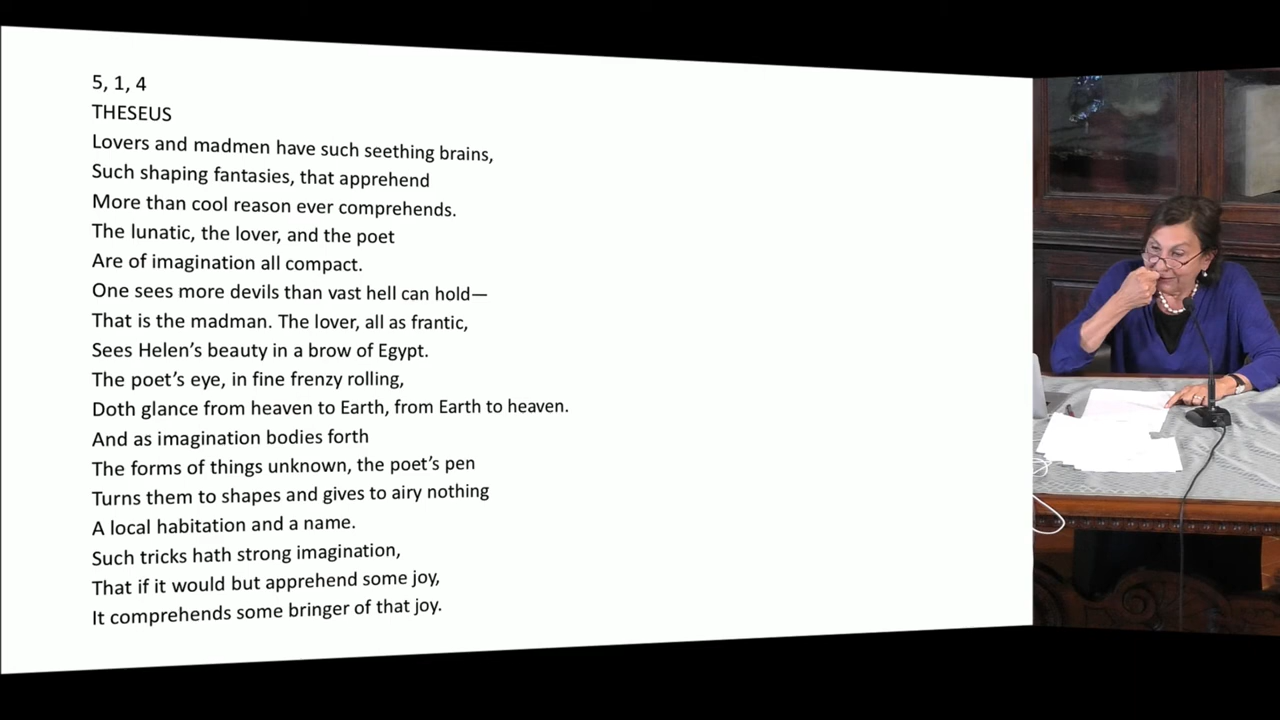 5, 1, 4
THESEUS
Lovers and madmen have such seething brains,
Such shaping fantasies, that apprehend
More than cool reason ever comprehends.
The lunatic, the lover, and the poet
Are of imagination all compact.
One sees more devils than vast hell can hold—
That is the madman. The lover, all as frantic,
Sees Helen’s beauty in a brow of Egypt.
The poet’s eye, in fine frenzy rolling,
Doth glance from heaven to Earth, from Earth to heaven.
And as imagination bodies forth
The forms of things unknown, the poet’s pen
Turns them to shapes and gives to airy nothing
A local habitation and a name.
Such tricks hath strong imagination,
That if it would but apprehend some joy,
It comprehends some bringer of that joy.